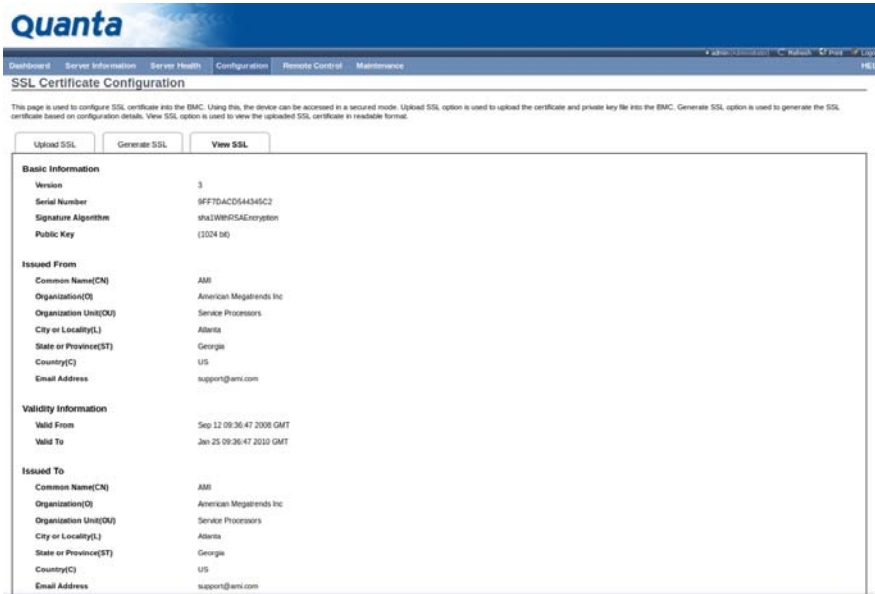 Quanta
admin (Administrator) Refresh Print Logo
Dashboard Server Information Server Health Configuration Remote Control Maintenance HEL
SSL Certificate Configuration
This page is used to configure SSL certificate into the BMC. Using this, the device can be accessed in a secured mode. Upload SSL option is used to upload the certificate and private key file into the BMC. Generate SSL option is used to generate the SSL
certificate based on configuration details. View SSL option is used to view the uploaded SSL certificate in readable format.
Upload SSL Generate SSL View SSL
Basic Information
Version 3
Serial Number 9FF7DACD544345C2
Signature Algorithm sha1WithRSAEncryption
Public Key (1024 bit)
Issued From
Common Name(CN) AMI
Organization(O) American Megatrends Inc
Organization Unit(OU) Service Processors
City or Locality(L) Atlanta
State or Province(ST) Georgia
Country(C) US
Email Address support@ami.com
Validity Information
Valid From Sep 12 09:36:47 2008 GMT
Valid To Jan 25 09:36:47 2010 GMT
Issued To
Common Name(CN) AMI
Organization(O) American Megatrends Inc
Organization Unit(OU) Service Processors
City or Locality(L) Atlanta
State or Province(ST) Georgia
Country(C) US
Email Address support@ami.com